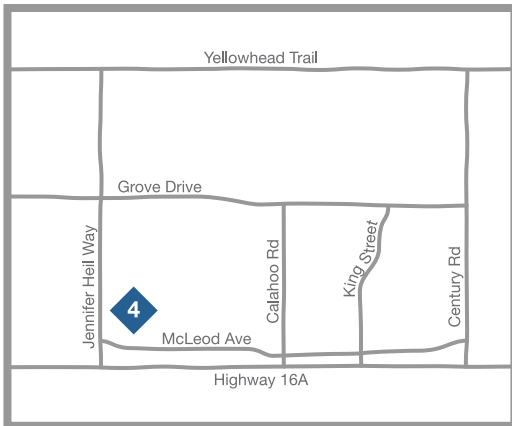 Yellowhead Trail
Grove Drive
Jennifer Heil Way
Calahoo Rd
King Street
Century Rd
4
McLeod Ave
Highway 16A